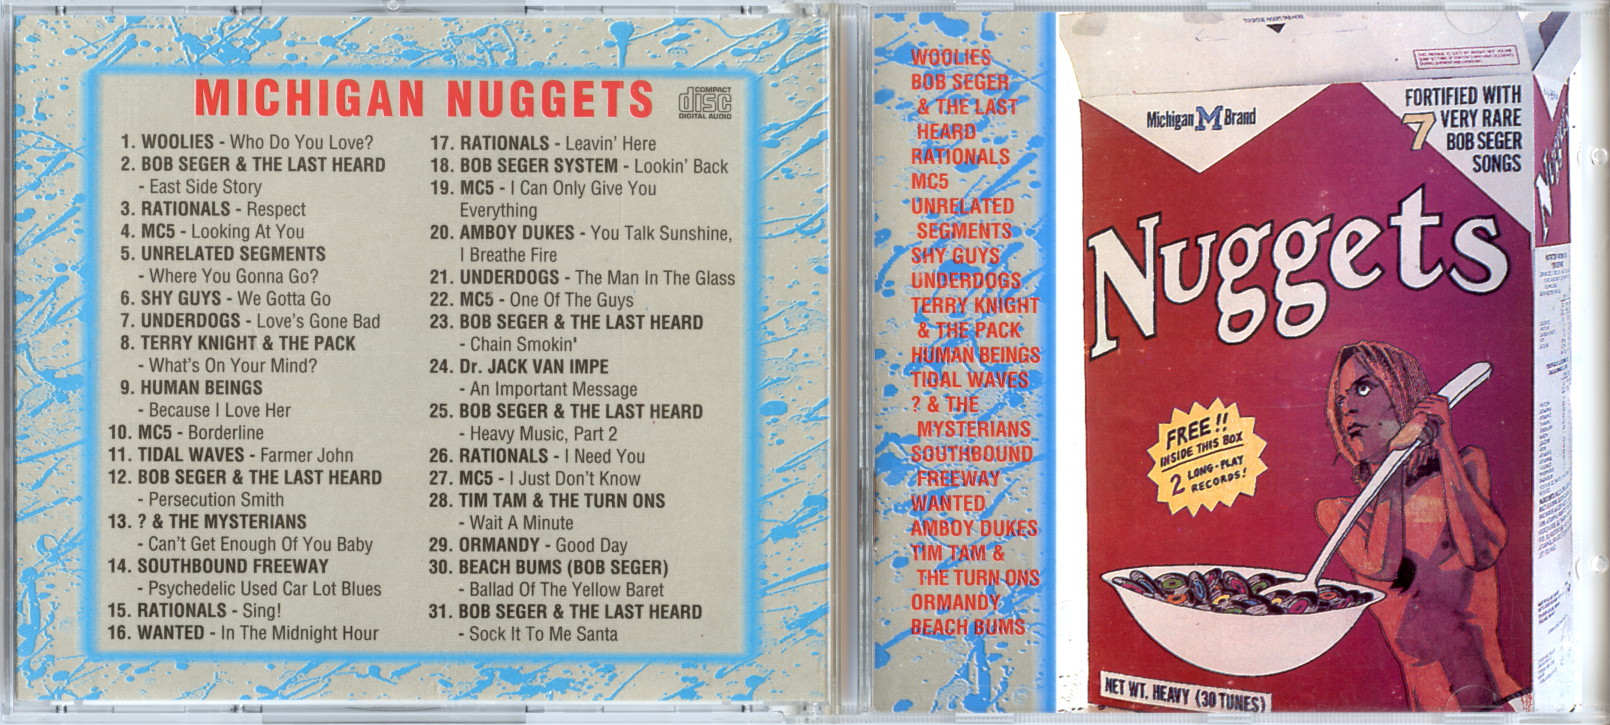 MICHIGAN NUGGETS
COMPACT
disc
DIGITAL AUDIO
1. WOOLIES - Who Do You Love?
2. BOB SEGER & THE LAST HEARD
- East Side Story
3. RATIONALS - Respect
4. MC5 - Looking At You
5. UNRELATED SEGMENTS
- Where You Gonna Go?
6. SHY GUYS - We Gotta Go
7. UNDERDOGS - Love's Gone Bad
8. TERRY KNIGHT & THE PACK
- What's On Your Mind?
9. HUMAN BEINGS
- Because I Love Her
10. MC5 - Borderline
11. TIDAL WAVES - Farmer John
12. BOB SEGER & THE LAST HEARD
- Persecution Smith
13. ? & THE MYSTERIANS
- Can't Get Enough Of You Baby
14. SOUTHBOUND FREEWAY
- Psychedelic Used Car Lot Blues
15. RATIONALS - Sing!
16. WANTED - In The Midnight Hour
17. RATIONALS - Leavin' Here
18. BOB SEGER SYSTEM - Lookin' Back
19. MC5 - I Can Only Give You
Everything
20. AMBOY DUKES - You Talk Sunshine,
I Breathe Fire
21. UNDERDOGS - The Man In The Glass
22. MC5 - One Of The Guys
23. BOB SEGER & THE LAST HEARD
- Chain Smokin'
24. Dr. JACK VAN IMPE
- An Important Message
25. BOB SEGER & THE LAST HEARD
- Heavy Music, Part 2
26. RATIONALS - I Need You
27. MC5 - I Just Don't Know
28. TIM TAM & THE TURN ONS
- Wait A Minute
29. ORMANDY - Good Day
30. BEACH BUMS (BOB SEGER)
- Ballad Of The Yellow Baret
31. BOB SEGER & THE LAST HEARD
- Sock It To Me Santa
WOOLIES
BOB SEGER
& THE LAST
HEARD
RATIONALS
MC5
UNRELATED
SEGMENTS
SHY GUYS
UNDERDOGS
TERRY KNIGHT
& THE PACK
HUMAN BEINGS
TIDAL WAVES
? & THE
MYSTERIANS
SOUTHBOUND
FREEWAY
WANTED
AMBOY DUKES
TIM TAM &
THE TURN ONS
ORMANDY
BEACH BUMS
Michigan M Brand
FORTIFIED WITH
7 VERY RARE
BOB SEGER
SONGS
Nuggets
FREE!!
INSIDE THIS BOX
2 LONG-PLAY
RECORDS!
NET WT. HEAVY (30 TUNES)